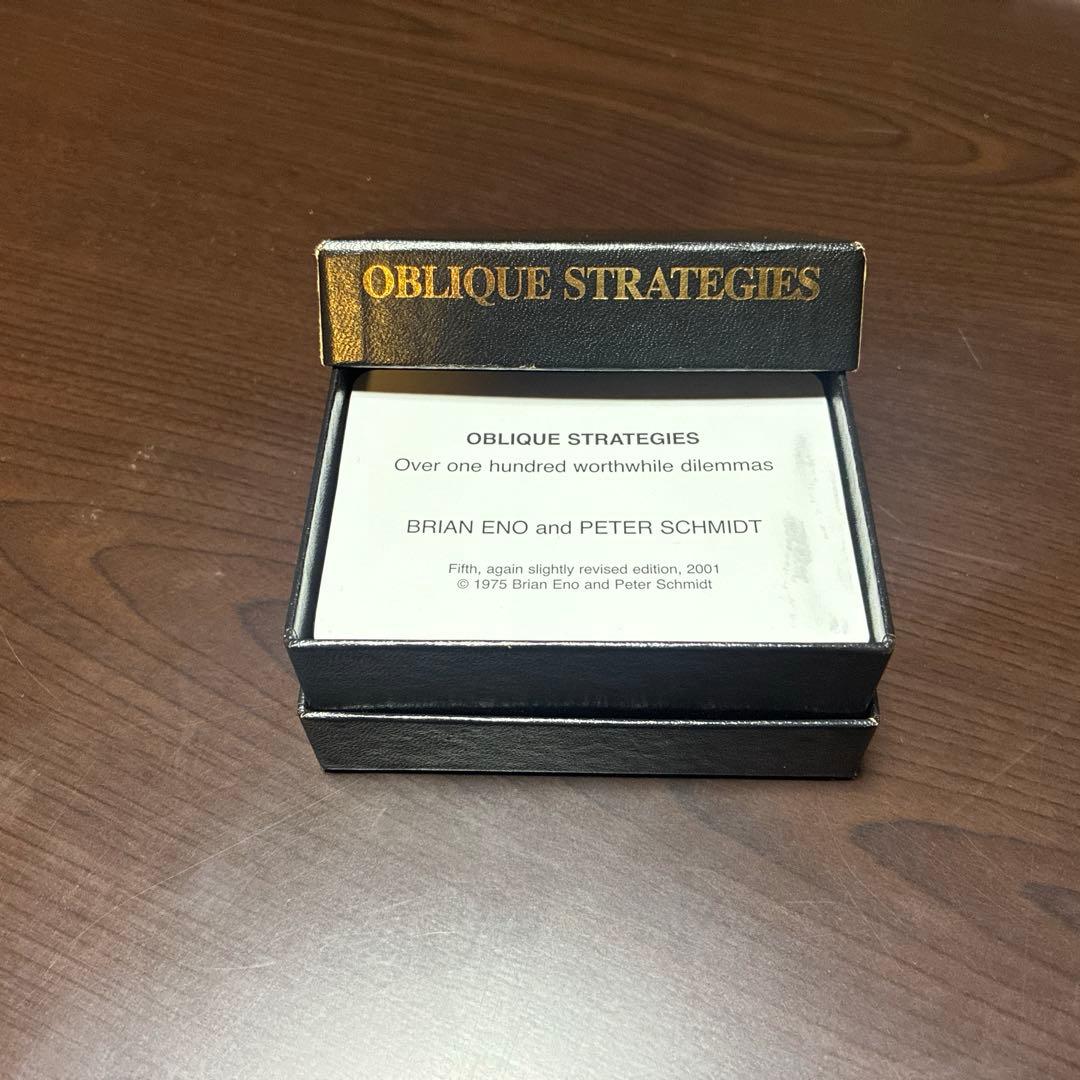 OBLIQUE STRATEGIES
OBLIQUE STRATEGIES
Over one hundred worthwhile dilemmas
BRIAN ENO and PETER SCHMIDT
Fifth, again slightly revised edition, 2001
© 1975 Brian Eno and Peter Schmidt